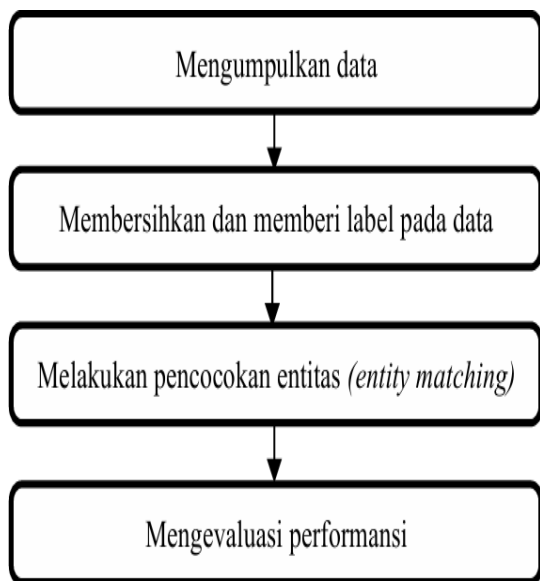 Mengumpulkan data
Membersihkan dan memberi label pada data
Melakukan pencocokan entitas (entity matching)
Mengevaluasi performansi